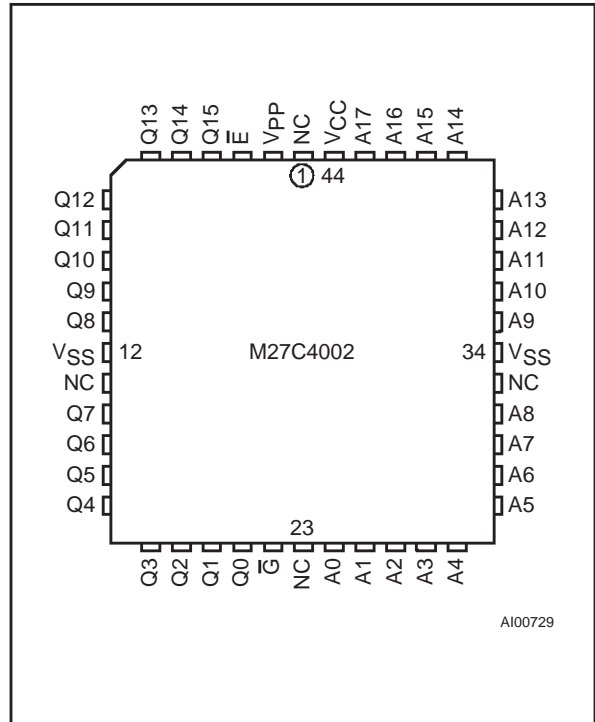 Q13 Q14 Q15 E̅ VPP NC VCC A17 A16 A15 A14
1 44
Q12 A13
Q11 A12
Q10 A11
Q9 A10
Q8 A9
VSS 12 M27C4002 34 VSS
NC NC
Q7 A8
Q6 A7
Q5 A6
Q4 A5
23
Q3 Q2 Q1 Q0 G̅ NC A0 A1 A2 A3 A4
AI00729